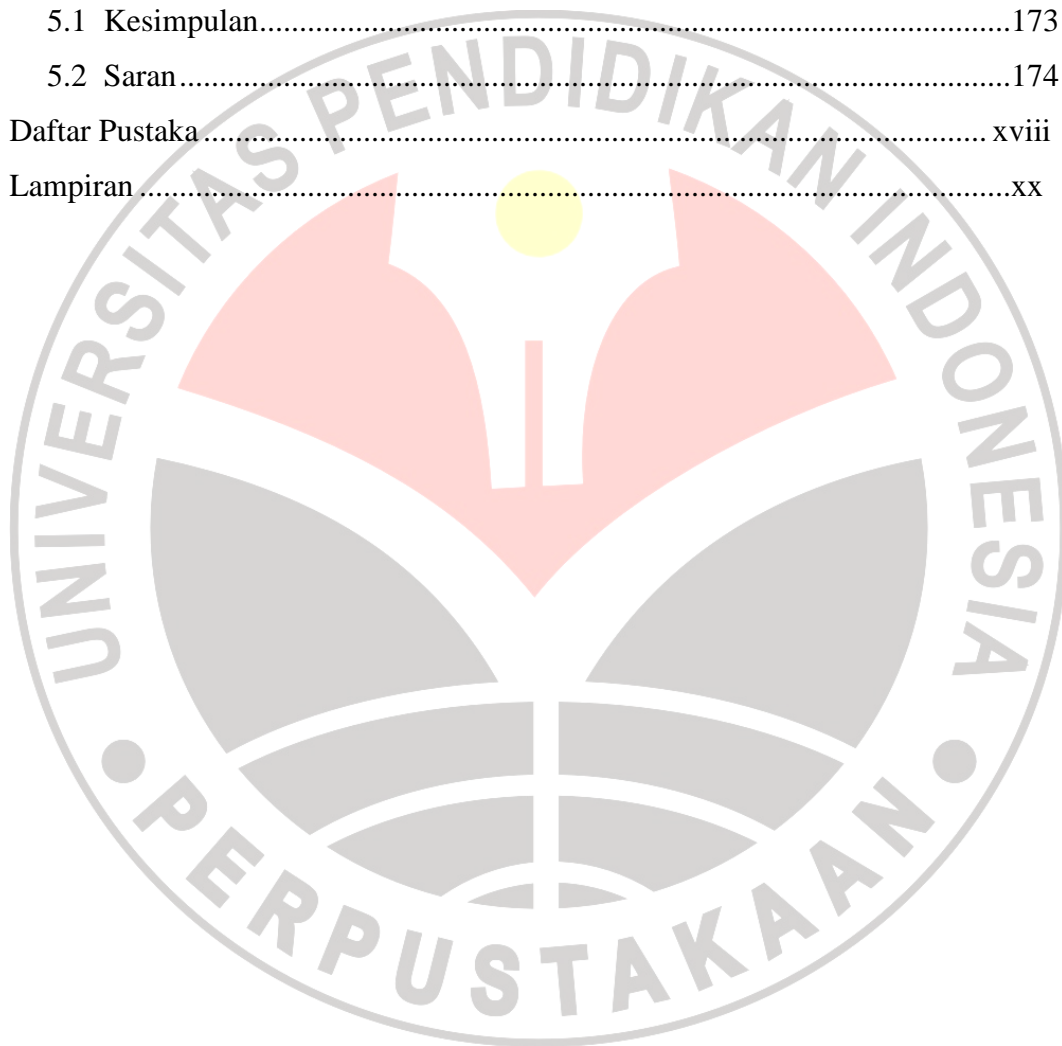 5.1 Kesimpulan...........................................................................................................173
5.2 Saran.......................................................................................................................174
Daftar Pustaka................................................................................................................ xviii
Lampiran.............................................................................................................................xx
UNIVERSITAS PENDIDIKAN INDONESIA
PERPUSTAKAAN